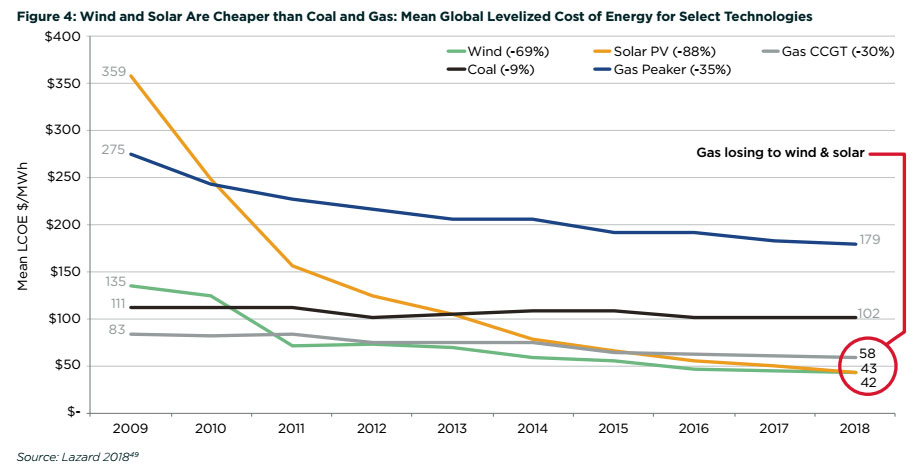 Figure 4: Wind and Solar Are Cheaper than Coal and Gas: Mean Global Levelized Cost of Energy for Select Technologies
$400
$350
$300
$250
$200
$150
$100
$50
$-
Mean LCOE $/MWh
Wind (-69%)
Solar PV (-88%)
Gas CCGT (-30%)
Coal (-9%)
Gas Peaker (-35%)
Gas losing to wind & solar
359
275
135
111
83
179
102
58
43
42
2009 2010 2011 2012 2013 2014 2015 2016 2017 2018
Source: Lazard 2018⁴⁹